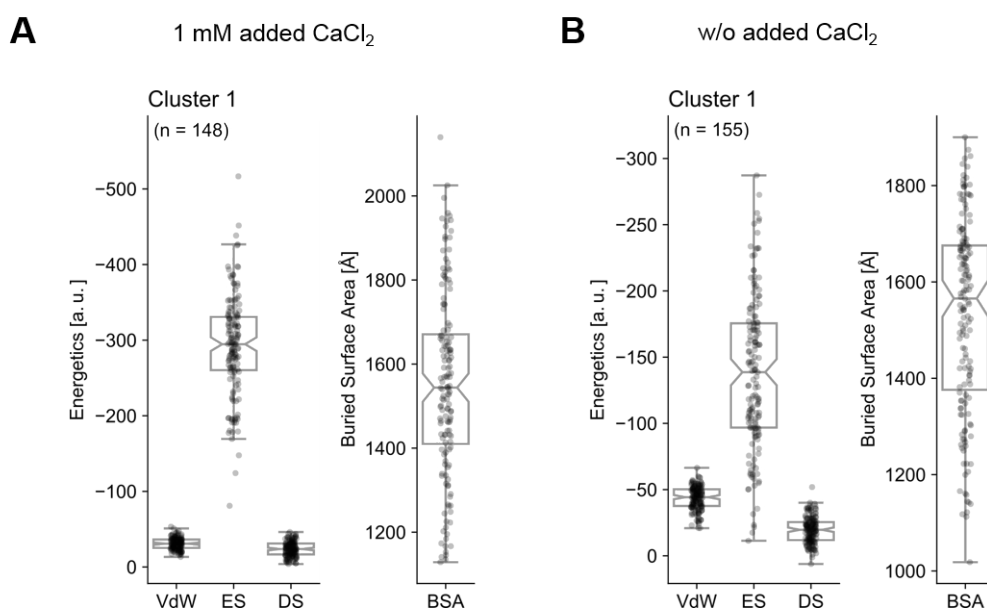 A
1 mM added CaCl₂
Cluster 1
(n = 148)
Energetics [a.u.]
−500
−400
−300
−200
−100
0
VdW ES DS
Buried Surface Area [Å]
2000
1800
1600
1400
1200
BSA
B
w/o added CaCl₂
Cluster 1
(n = 155)
Energetics [a.u.]
−300
−250
−200
−150
−100
−50
0
VdW ES DS
Buried Surface Area [Å]
1800
1600
1400
1200
1000
BSA